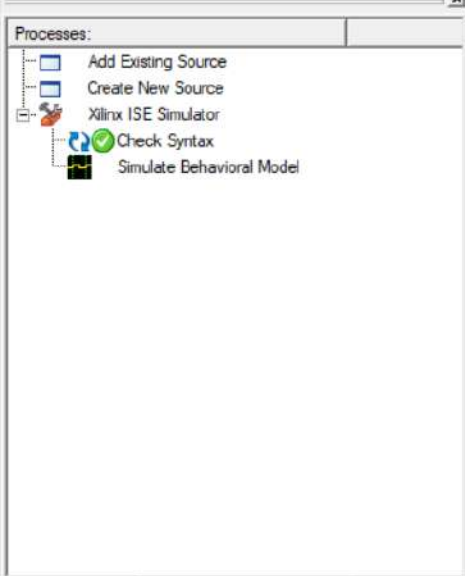 Processes:
Add Existing Source
Create New Source
Xilinx ISE Simulator
Check Syntax
Simulate Behavioral Model